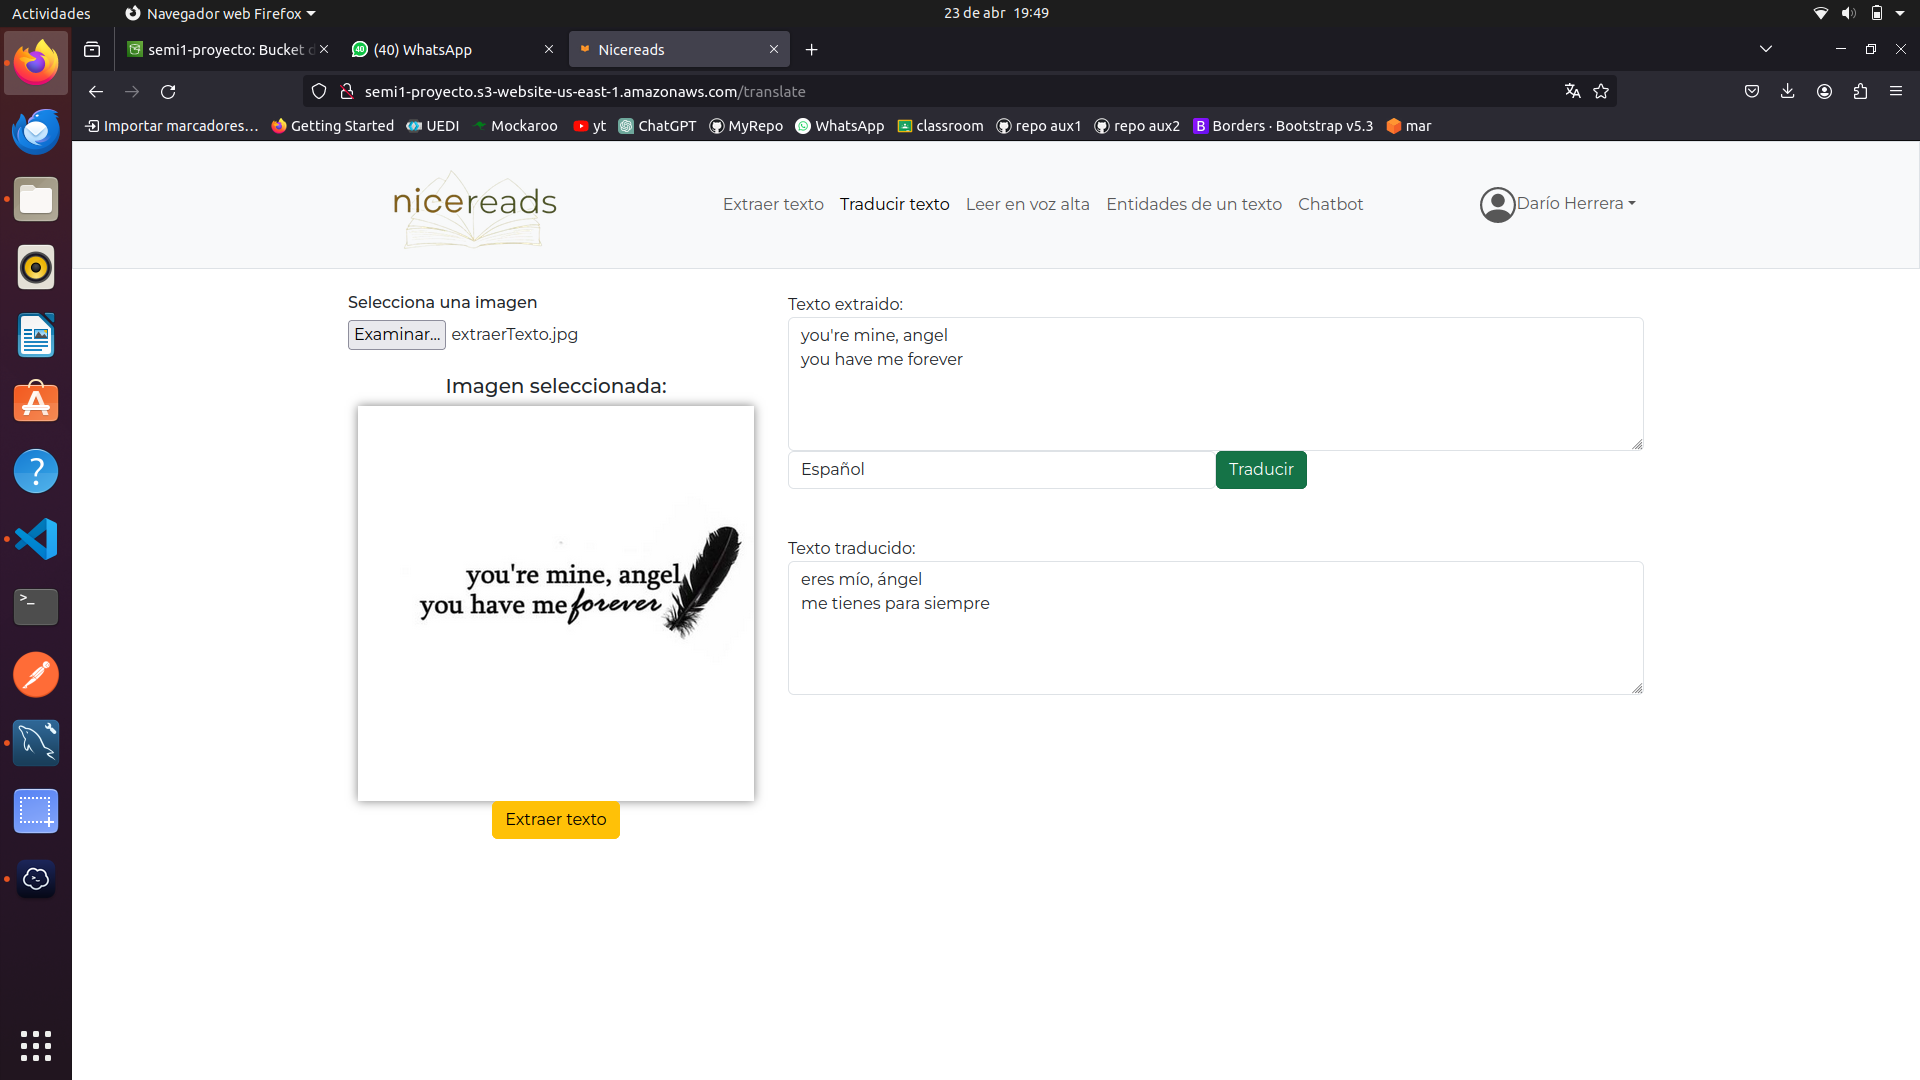 Actividades
Navegador web Firefox
23 de abr 19:49
semi1-proyecto: Bucket d
(40) WhatsApp
Nicereads
semi1-proyecto.s3-website-us-east-1.amazonaws.com/translate
Importar marcadores...
Getting Started
UEDI
Mockaroo
yt
ChatGPT
MyRepo
WhatsApp
classroom
repo aux1
repo aux2
Borders · Bootstrap v5.3
mar
nicereads
Extraer texto
Traducir texto
Leer en voz alta
Entidades de un texto
Chatbot
Darío Herrera
Selecciona una imagen
Examinar... extraerTexto.jpg
Imagen seleccionada:
you're mine, angel
you have me forever
Extraer texto
Texto extraido:
you're mine, angel
you have me forever
Español
Traducir
Texto traducido:
eres mío, ángel
me tienes para siempre